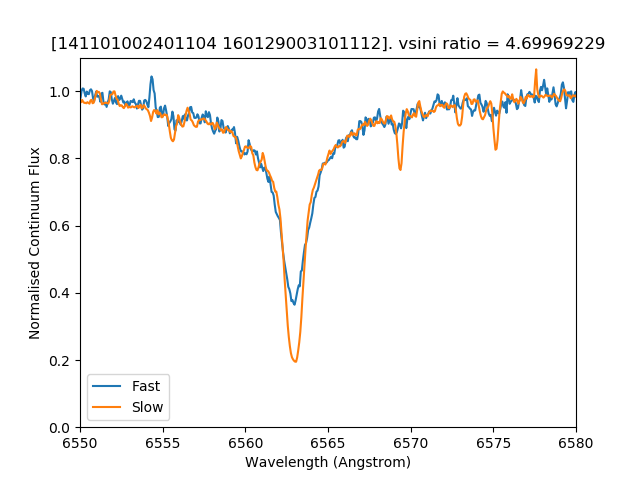 [141101002401104 160129003101112]. vsini ratio = 4.69969229
Normalised Continuum Flux
1.0
0.8
0.6
0.4
0.2
0.0
Fast
Slow
6550 6555 6560 6565 6570 6575 6580
Wavelength (Angstrom)